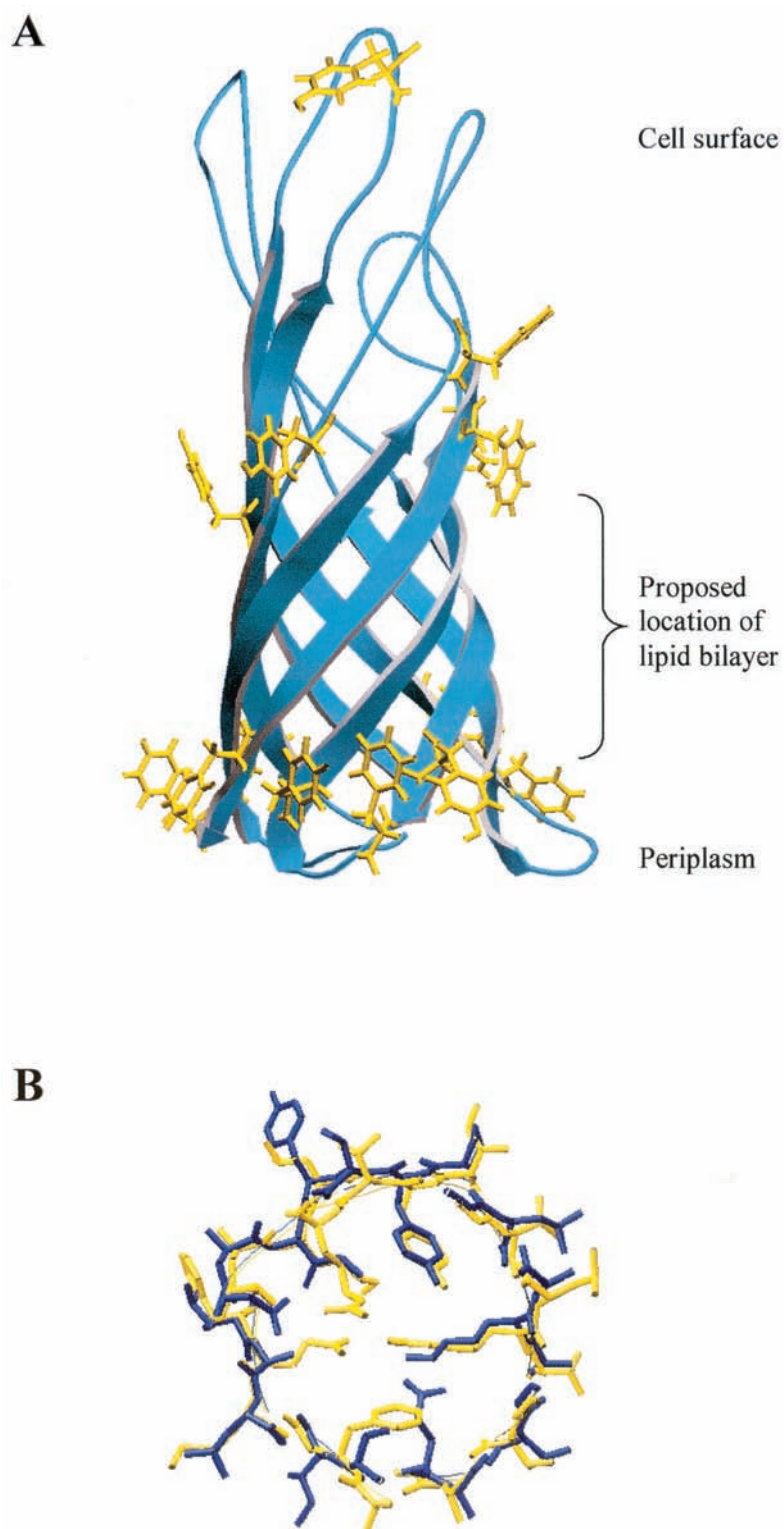 A
Cell surface
Proposed
location of
lipid bilayer
Periplasm
B